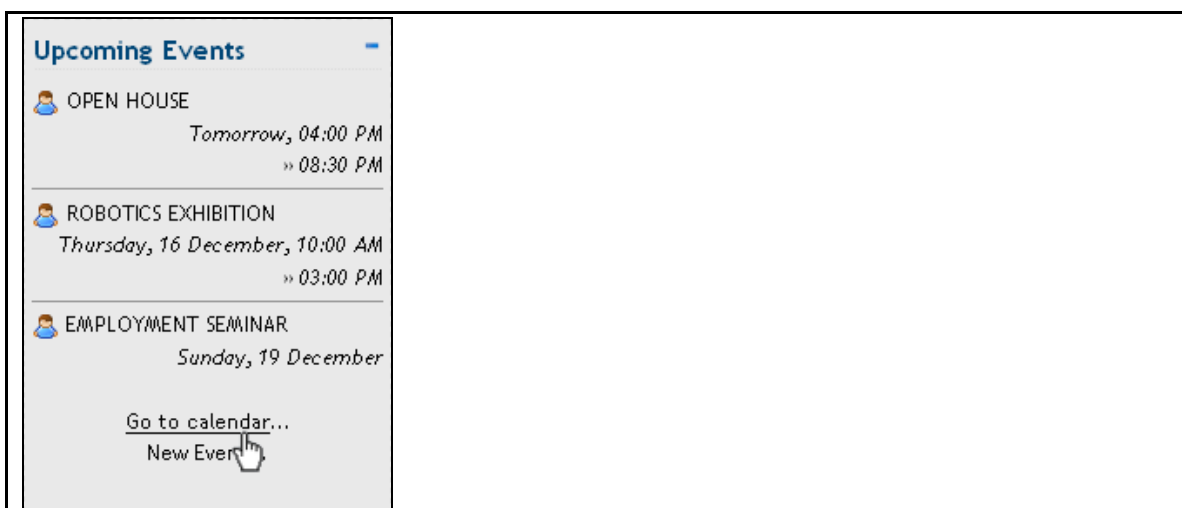 Upcoming Events
OPEN HOUSE
Tomorrow, 04:00 PM
» 08:30 PM
ROBOTICS EXHIBITION
Thursday, 16 December, 10:00 AM
» 03:00 PM
EMPLOYMENT SEMINAR
Sunday, 19 December
Go to calendar...
New